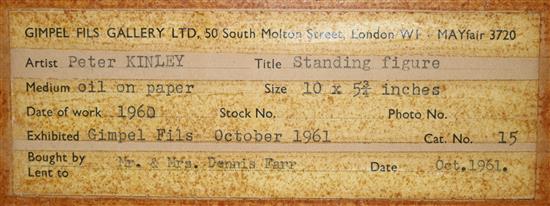 GIMPEL FILS GALLERY LTD, 50 South Molton Street, London W1 · MAYfair 3720
Artist Peter KINLEY Title Standing figure
Medium oil on paper Size 10 x 5¾ inches
Date of work 1960 Stock No. Photo No.
Exhibited Gimpel Fils October 1961 Cat. No. 15
Bought by Mr. & Mrs. Dennis Farr Date Oct.1961.
Lent to